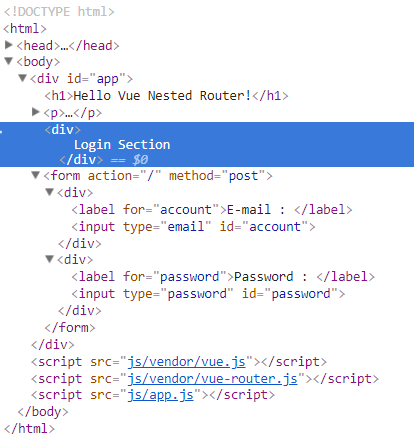 <!DOCTYPE html>
<html>
<head>…</head>
<body>
<div id="app">
<h1>Hello Vue Nested Router!</h1>
<p>…</p>
<div>
Login Section
</div> == $0
<form action="/" method="post">
<div>
<label for="account">E-mail : </label>
<input type="email" id="account">
</div>
<div>
<label for="password">Password : </label>
<input type="password" id="password">
</div>
</form>
</div>
<script src="js/vendor/vue.js"></script>
<script src="js/vendor/vue-router.js"></script>
<script src="js/app.js"></script>
</body>
</html>